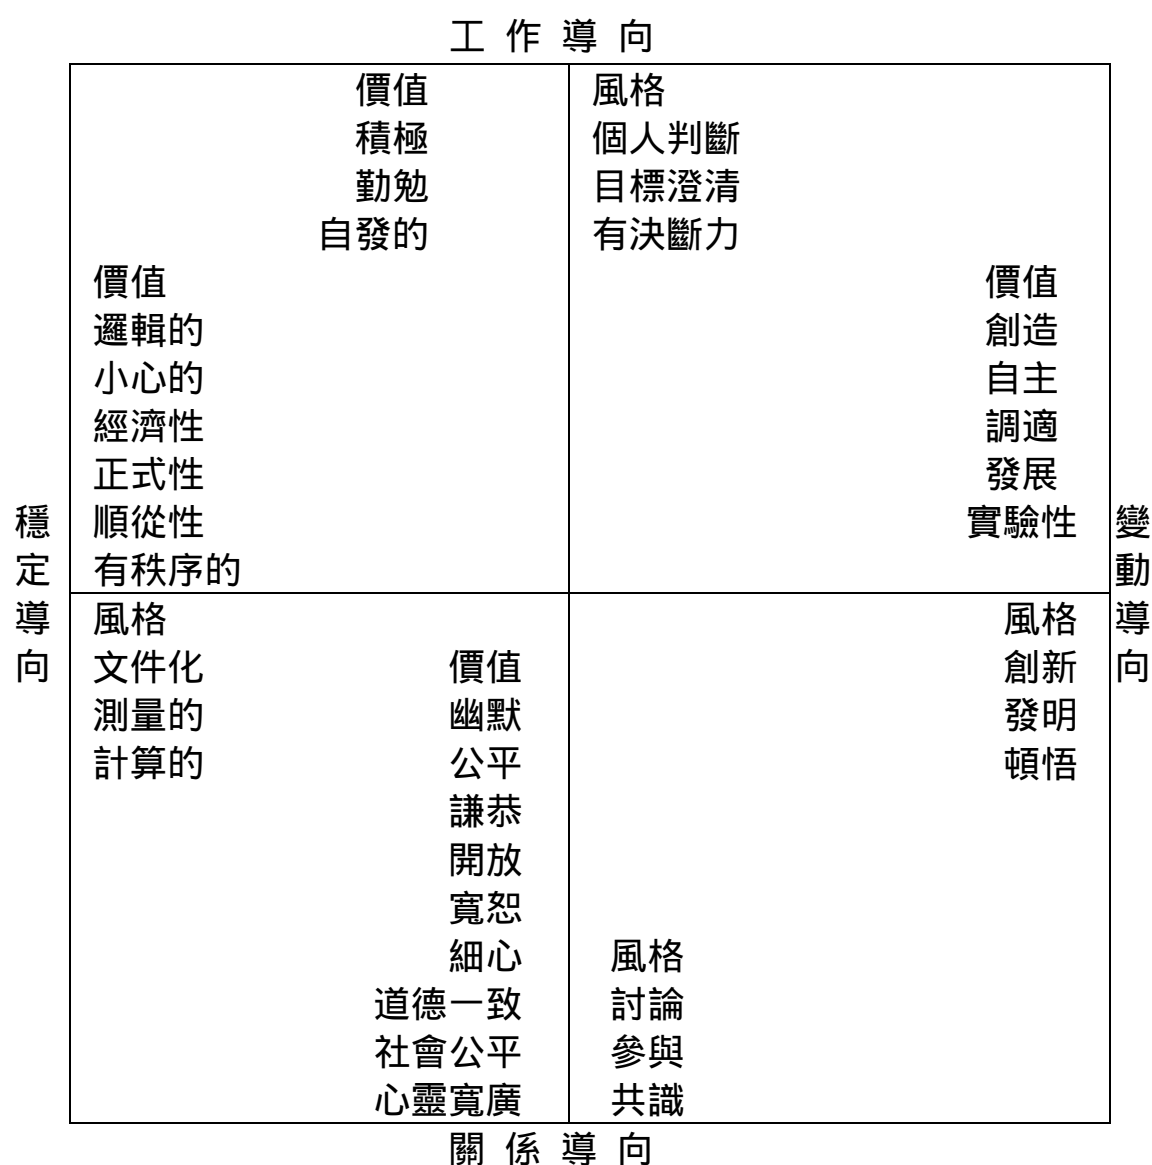 工作導向
價值
積極
勤勉
自發的
風格
個人判斷
目標澄清
有決斷力
價值
邏輯的
小心的
經濟性
正式性
順從性
有秩序的
價值
創造
自主
調適
發展
實驗性
穩定導向
變動導向
風格
文件化
測量的
計算的
價值
幽默
公平
謙恭
開放
寬恕
細心
道德一致
社會公平
心靈寬廣
風格
創新
發明
頓悟
風格
討論
參與
共識
關係導向